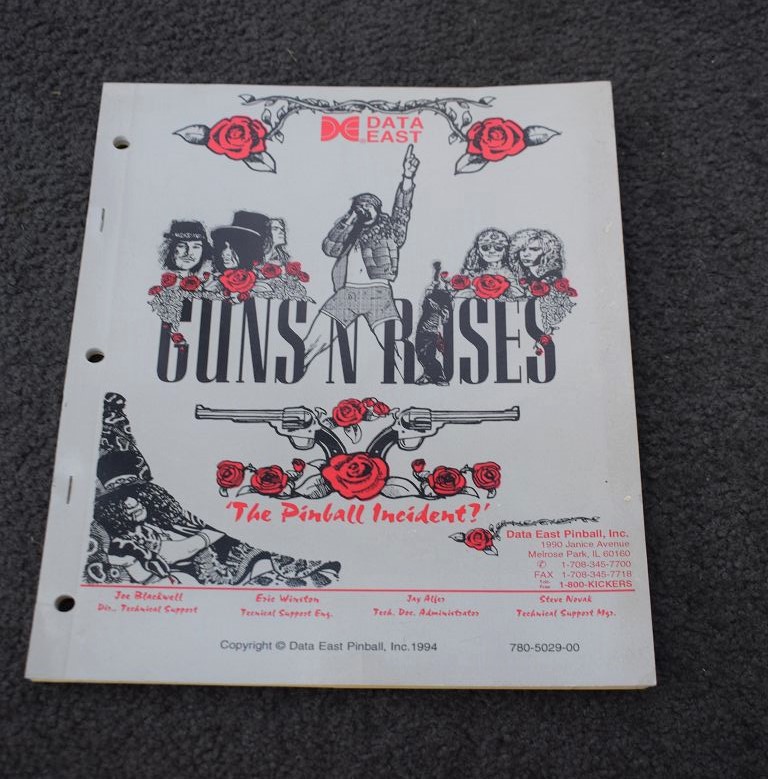 DATA
EAST
GUNS N ROSES
'The Pinball Incident?'
Data East Pinball, Inc.
1990 Janice Avenue
Melrose Park, IL 60160
✆ 1-708-345-7700
FAX 1-708-345-7718
1-800-KICKERS
Joe Blackwell
Dir., Technical Support
Eric Winston
Tecnical Support Eng.
Jay Alfer
Tech. Doc. Administrator
Steve Novak
Technical Support Mgr.
Copyright © Data East Pinball, Inc.1994
780-5029-00